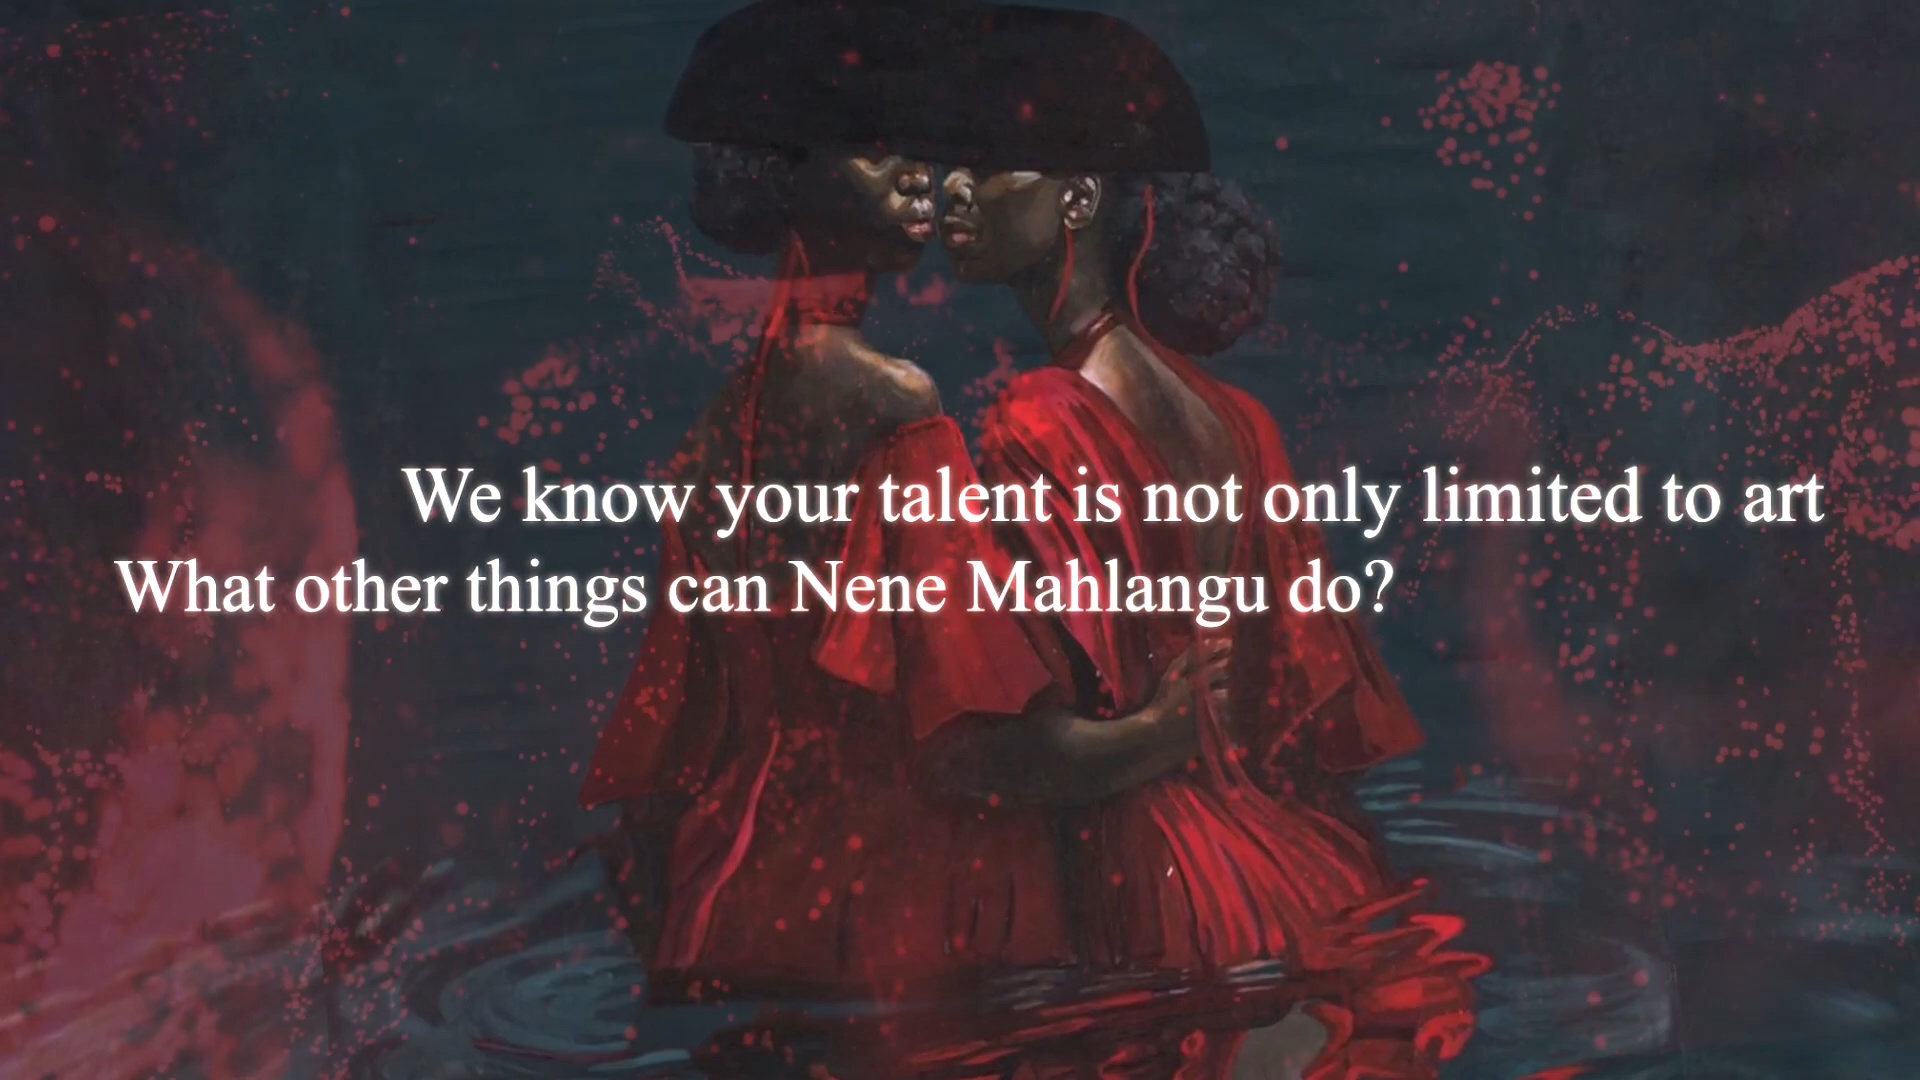 We know your talent is not only limited to art
What other things can Nene Mahlangu do?